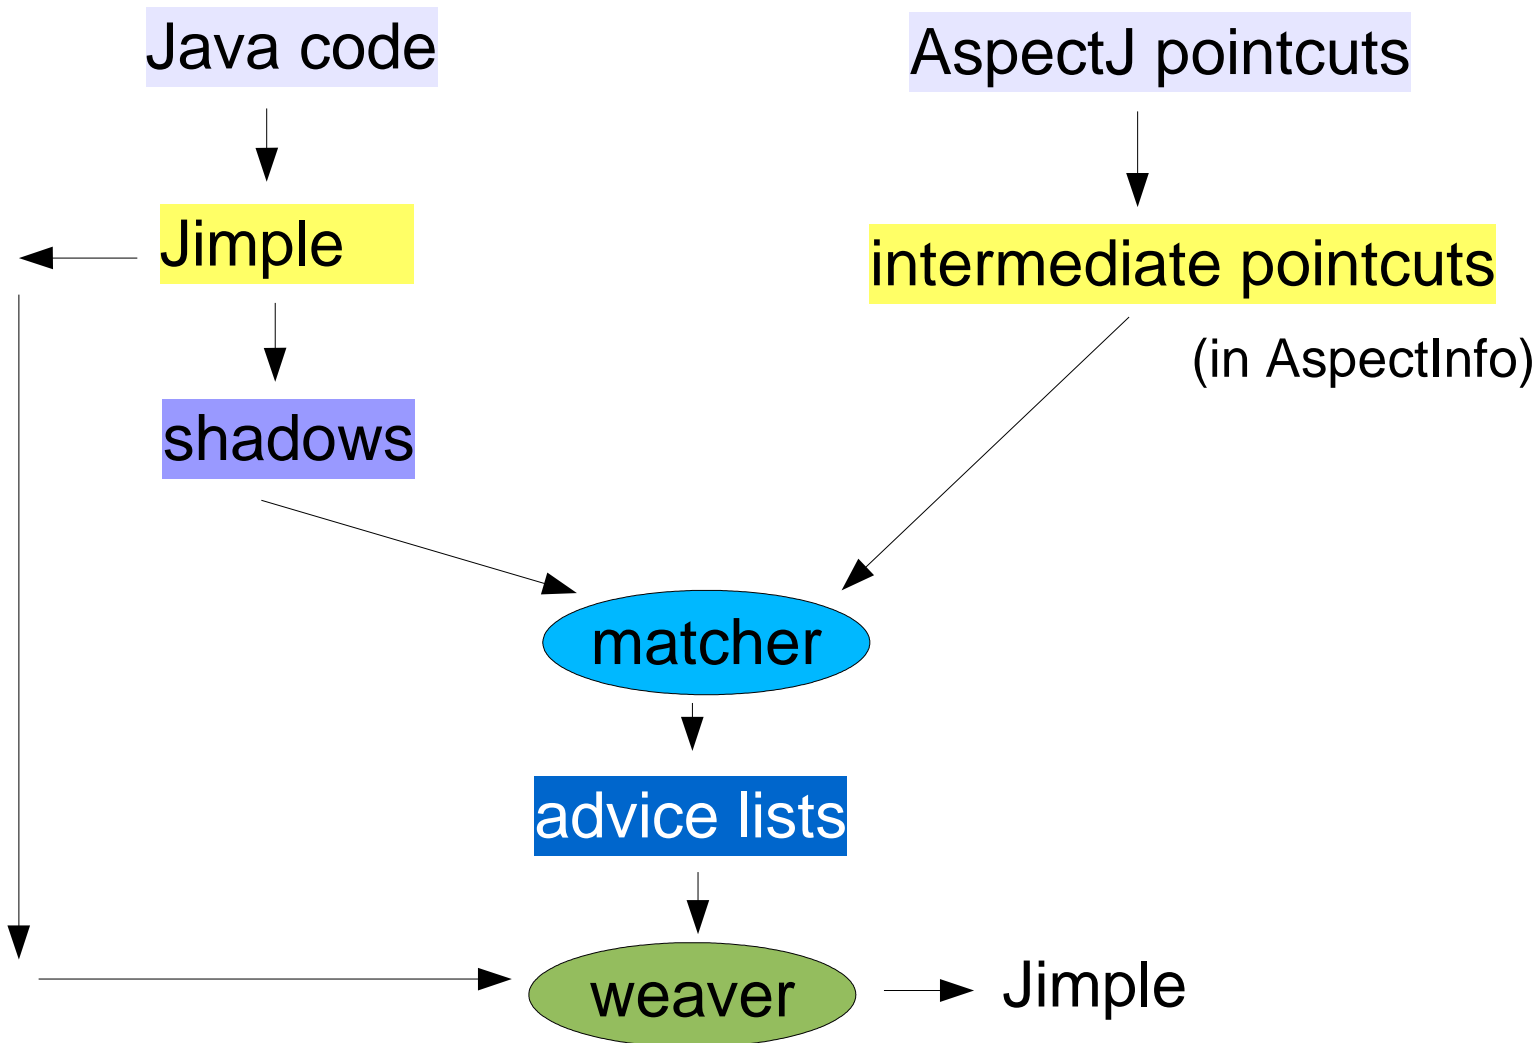 Java code
AspectJ pointcuts
Jimple
intermediate pointcuts
(in AspectInfo)
shadows
matcher
advice lists
weaver
Jimple